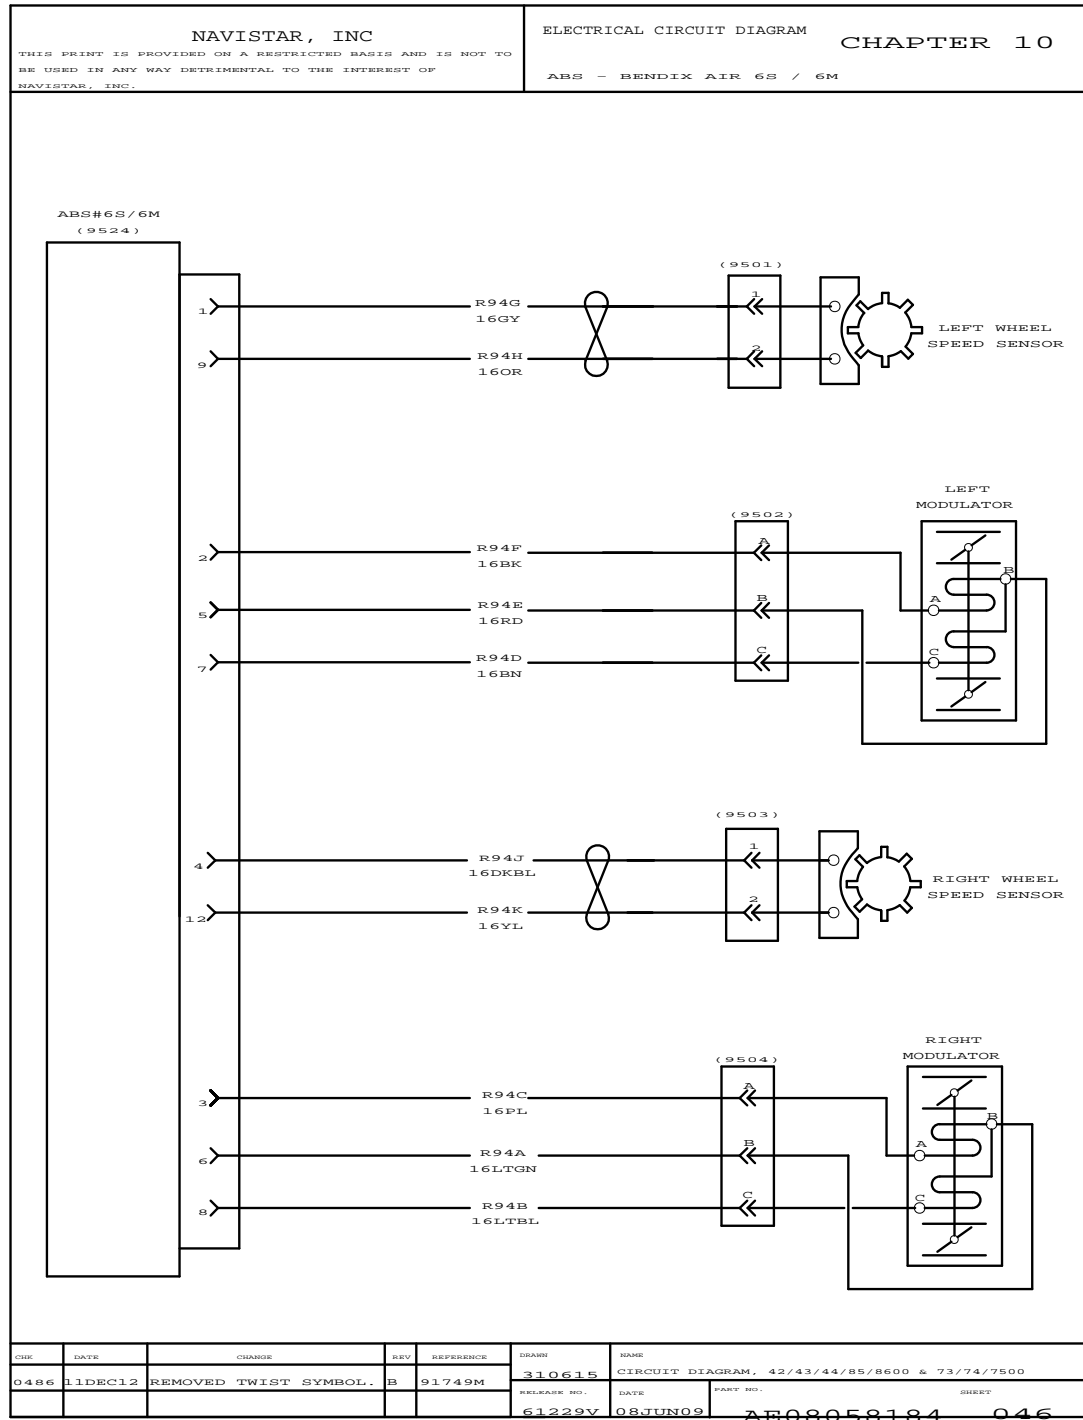 NAVISTAR, INC
THIS PRINT IS PROVIDED ON A RESTRICTED BASIS AND IS NOT TO
BE USED IN ANY WAY DETRIMENTAL TO THE INTEREST OF
NAVISTAR, INC.
ELECTRICAL CIRCUIT DIAGRAM
CHAPTER 10
ABS - BENDIX AIR 6S / 6M
ABS#6S/6M
(9524)
(9501)
1
R94G
16GY
1
9
R94H
16OR
2
LEFT WHEEL
SPEED SENSOR
LEFT
MODULATOR
(9502)
2
R94F
16BK
A
5
R94E
16RD
B
7
R94D
16BN
C
A
B
C
(9503)
4
R94J
16DKBL
1
12
R94K
16YL
2
RIGHT WHEEL
SPEED SENSOR
RIGHT
MODULATOR
(9504)
3
R94C
16PL
A
6
R94A
16LTGN
B
8
R94B
16LTBL
C
A
B
C
CHK DATE CHANGE REV REFERENCE
0486 11DEC12 REMOVED TWIST SYMBOL. B 91749M
DRAWN
310615
NAME
CIRCUIT DIAGRAM, 42/43/44/85/8600 & 73/74/7500
RELEASE NO.
61229V
DATE
08JUN09
PART NO.
AE08058184
SHEET
046